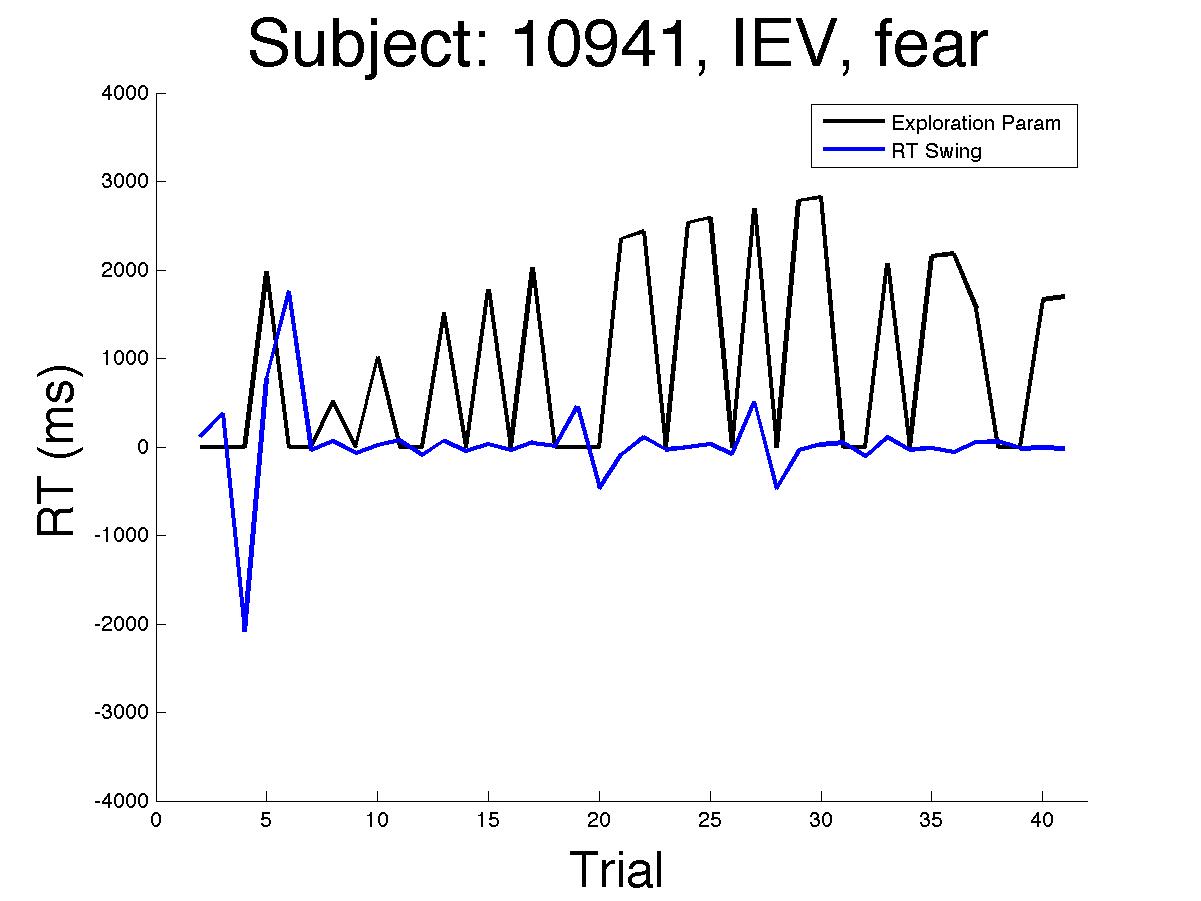 Subject: 10941, IEV, fear
4000
3000
2000
1000
0
-1000
-2000
-3000
-4000
RT (ms)
Exploration Param
RT Swing
0 5 10 15 20 25 30 35 40
Trial